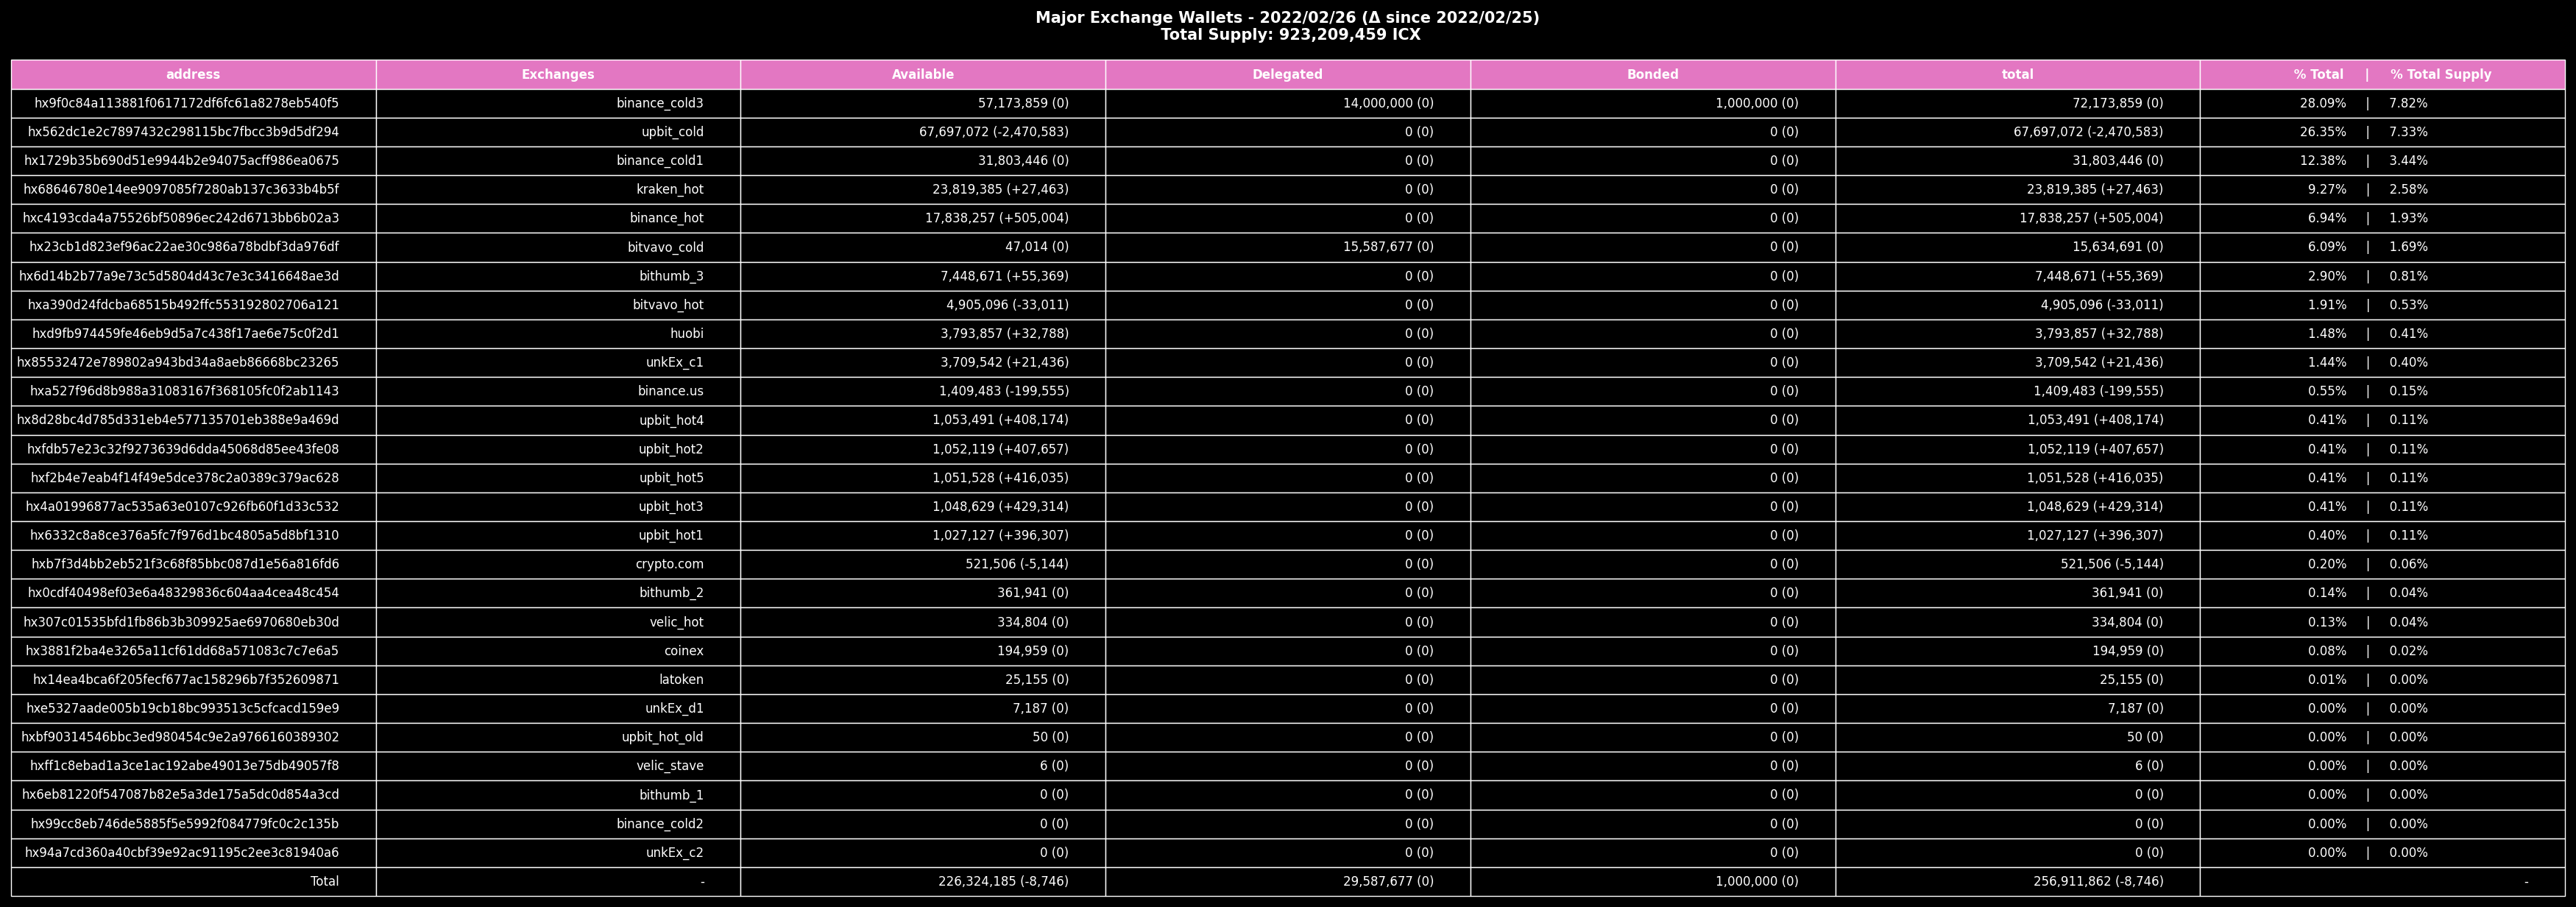 Major Exchange Wallets - 2022/02/26 (Δ since 2022/02/25)
Total Supply: 923,209,459 ICX
address Exchanges Available Delegated Bonded total % Total | % Total Supply
hx9f0c84a113881f0617172df6fc61a8278eb540f5 binance_cold3 57,173,859 (0) 14,000,000 (0) 1,000,000 (0) 72,173,859 (0) 28.09% | 7.82%
hx562dc1e2c7897432c298115bc7fbcc3b9d5df294 upbit_cold 67,697,072 (-2,470,583) 0 (0) 0 (0) 67,697,072 (-2,470,583) 26.35% | 7.33%
hx1729b35b690d51e9944b2e94075acff986ea0675 binance_cold1 31,803,446 (0) 0 (0) 0 (0) 31,803,446 (0) 12.38% | 3.44%
hx68646780e14ee9097085f7280ab137c3633b4b5f kraken_hot 23,819,385 (+27,463) 0 (0) 0 (0) 23,819,385 (+27,463) 9.27% | 2.58%
hxc4193cda4a75526bf50896ec242d6713bb6b02a3 binance_hot 17,838,257 (+505,004) 0 (0) 0 (0) 17,838,257 (+505,004) 6.94% | 1.93%
hx23cb1d823ef96ac22ae30c986a78bdbf3da976df bitvavo_cold 47,014 (0) 15,587,677 (0) 0 (0) 15,634,691 (0) 6.09% | 1.69%
hx6d14b2b77a9e73c5d5804d43c7e3c3416648ae3d bithumb_3 7,448,671 (+55,369) 0 (0) 0 (0) 7,448,671 (+55,369) 2.90% | 0.81%
hxa390d24fdcba68515b492ffc553192802706a121 bitvavo_hot 4,905,096 (-33,011) 0 (0) 0 (0) 4,905,096 (-33,011) 1.91% | 0.53%
hxd9fb974459fe46eb9d5a7c438f17ae6e75c0f2d1 huobi 3,793,857 (+32,788) 0 (0) 0 (0) 3,793,857 (+32,788) 1.48% | 0.41%
hx85532472e789802a943bd34a8aeb86668bc23265 unkEx_c1 3,709,542 (+21,436) 0 (0) 0 (0) 3,709,542 (+21,436) 1.44% | 0.40%
hxa527f96d8b988a31083167f368105fc0f2ab1143 binance.us 1,409,483 (-199,555) 0 (0) 0 (0) 1,409,483 (-199,555) 0.55% | 0.15%
hx8d28bc4d785d331eb4e577135701eb388e9a469d upbit_hot4 1,053,491 (+408,174) 0 (0) 0 (0) 1,053,491 (+408,174) 0.41% | 0.11%
hxfdb57e23c32f9273639d6dda45068d85ee43fe08 upbit_hot2 1,052,119 (+407,657) 0 (0) 0 (0) 1,052,119 (+407,657) 0.41% | 0.11%
hxf2b4e7eab4f14f49e5dce378c2a0389c379ac628 upbit_hot5 1,051,528 (+416,035) 0 (0) 0 (0) 1,051,528 (+416,035) 0.41% | 0.11%
hx4a01996877ac535a63e0107c926fb60f1d33c532 upbit_hot3 1,048,629 (+429,314) 0 (0) 0 (0) 1,048,629 (+429,314) 0.41% | 0.11%
hx6332c8a8ce376a5fc7f976d1bc4805a5d8bf1310 upbit_hot1 1,027,127 (+396,307) 0 (0) 0 (0) 1,027,127 (+396,307) 0.40% | 0.11%
hxb7f3d4bb2eb521f3c68f85bbc087d1e56a816fd6 crypto.com 521,506 (-5,144) 0 (0) 0 (0) 521,506 (-5,144) 0.20% | 0.06%
hx0cdf40498ef03e6a48329836c604aa4cea48c454 bithumb_2 361,941 (0) 0 (0) 0 (0) 361,941 (0) 0.14% | 0.04%
hx307c01535bfd1fb86b3b309925ae6970680eb30d velic_hot 334,804 (0) 0 (0) 0 (0) 334,804 (0) 0.13% | 0.04%
hx3881f2ba4e3265a11cf61dd68a571083c7c7e6a5 coinex 194,959 (0) 0 (0) 0 (0) 194,959 (0) 0.08% | 0.02%
hx14ea4bca6f205fecf677ac158296b7f352609871 latoken 25,155 (0) 0 (0) 0 (0) 25,155 (0) 0.01% | 0.00%
hxe5327aade005b19cb18bc993513c5cfcacd159e9 unkEx_d1 7,187 (0) 0 (0) 0 (0) 7,187 (0) 0.00% | 0.00%
hxbf90314546bbc3ed980454c9e2a9766160389302 upbit_hot_old 50 (0) 0 (0) 0 (0) 50 (0) 0.00% | 0.00%
hxff1c8ebad1a3ce1ac192abe49013e75db49057f8 velic_stave 6 (0) 0 (0) 0 (0) 6 (0) 0.00% | 0.00%
hx6eb81220f547087b82e5a3de175a5dc0d854a3cd bithumb_1 0 (0) 0 (0) 0 (0) 0 (0) 0.00% | 0.00%
hx99cc8eb746de5885f5e5992f084779fc0c2c135b binance_cold2 0 (0) 0 (0) 0 (0) 0 (0) 0.00% | 0.00%
hx94a7cd360a40cbf39e92ac91195c2ee3c81940a6 unkEx_c2 0 (0) 0 (0) 0 (0) 0 (0) 0.00% | 0.00%
Total - 226,324,185 (-8,746) 29,587,677 (0) 1,000,000 (0) 256,911,862 (-8,746) -